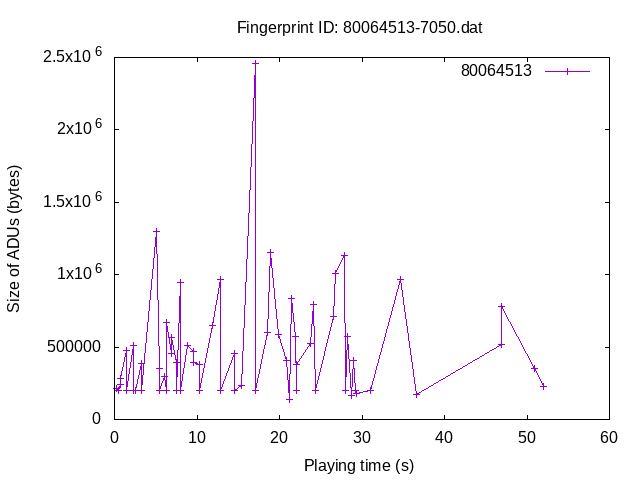 Fingerprint ID: 80064513-7050.dat
80064513
2.5x10 6
2x10 6
1.5x10 6
1x10 6
500000
0
Size of ADUs (bytes)
0 10 20 30 40 50 60
Playing time (s)